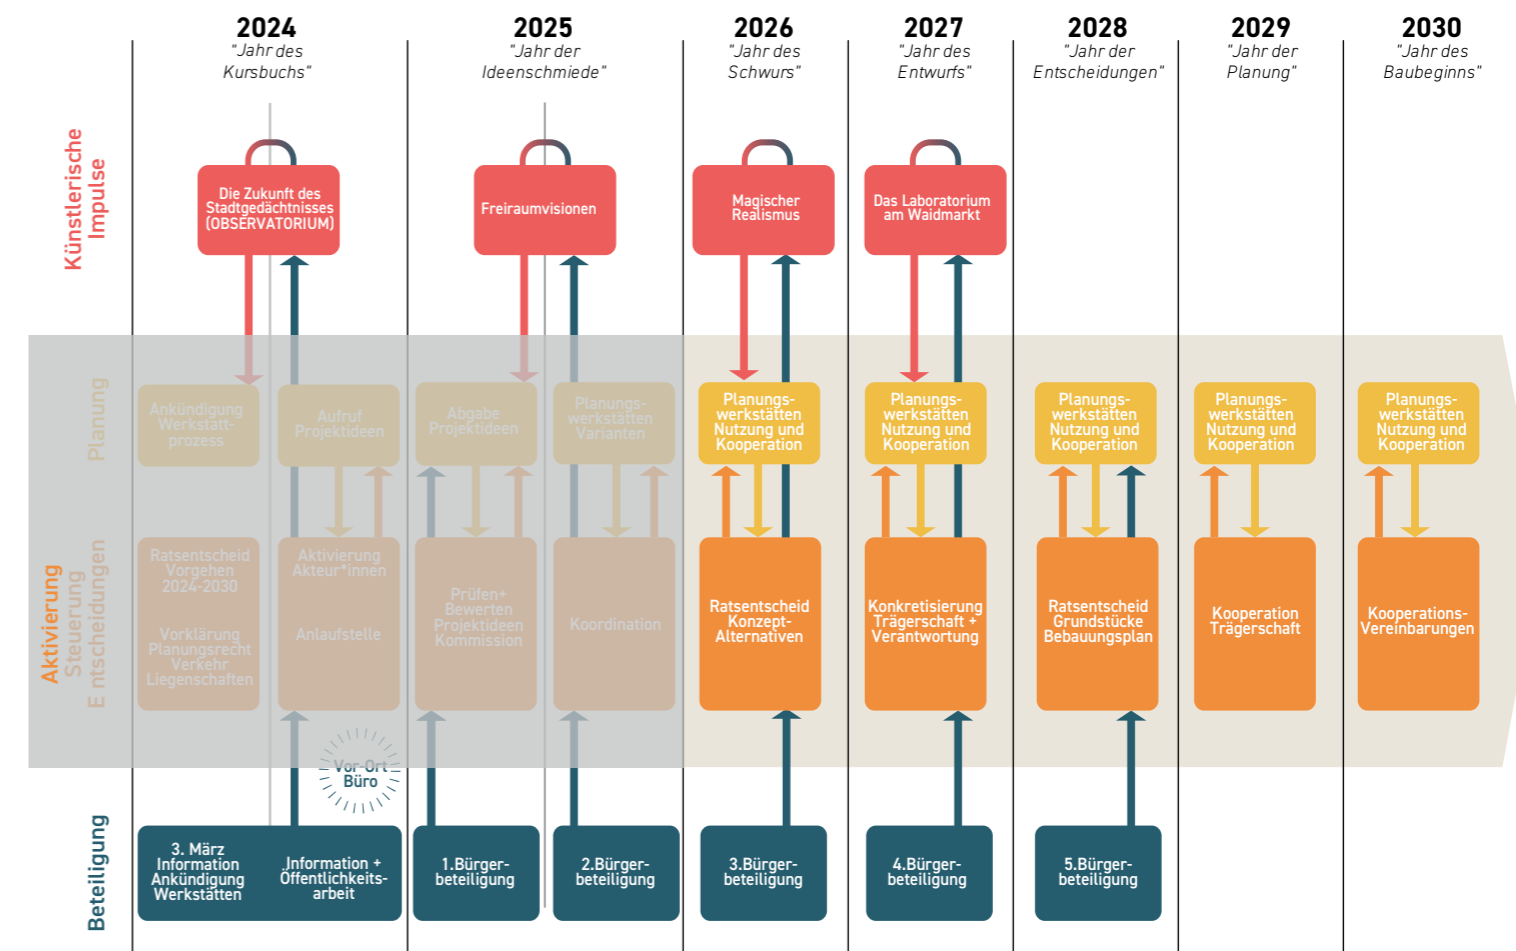 2024
"Jahr des
Kursbuchs"
2025
"Jahr der
Ideenschmiede"
2026
"Jahr des
Schwurs"
2027
"Jahr des
Entwurfs"
2028
"Jahr der
Entscheidungen"
2029
"Jahr der
Planung"
2030
"Jahr des
Baubeginns"
Künstlerische
Impulse
Die Zukunft des
Stadtgedächtnisses
(OBSERVATORIUM)
Freiraumvisionen
Magischer
Realismus
Das Laboratorium
am Waidmarkt
Planung
Ankündigung
Werkstatt-
prozess
Aufruf
Projektideen
Abgabe
Projektideen
Planungs-
werkstätten
Varianten
Planungs-
werkstätten
Nutzung und
Kooperation
Planungs-
werkstätten
Nutzung und
Kooperation
Planungs-
werkstätten
Nutzung und
Kooperation
Planungs-
werkstätten
Nutzung und
Kooperation
Planungs-
werkstätten
Nutzung und
Kooperation
Aktivierung
Steuerung
E ntscheidungen
Ratsentscheid
Vorgehen
2024-2030
Vorklärung
Planungsrecht
Verkehr
Liegenschaften
Aktivierung
Akteur*innen
Anlaufstelle
Prüfen+
Bewerten
Projektideen
Kommission
Koordination
Ratsentscheid
Konzept-
Alternativen
Konkretisierung
Trägerschaft +
Verantwortung
Ratsentscheid
Grundstücke
Bebauungsplan
Kooperation
Trägerschaft
Kooperations-
Vereinbarungen
Vor-Ort
Büro
Beteiligung
3. März
Information
Ankündigung
Werkstätten
Information +
Öffentlichkeits-
arbeit
1.Bürger-
beteiligung
2.Bürger-
beteiligung
3.Bürger-
beteiligung
4.Bürger-
beteiligung
5.Bürger-
beteiligung